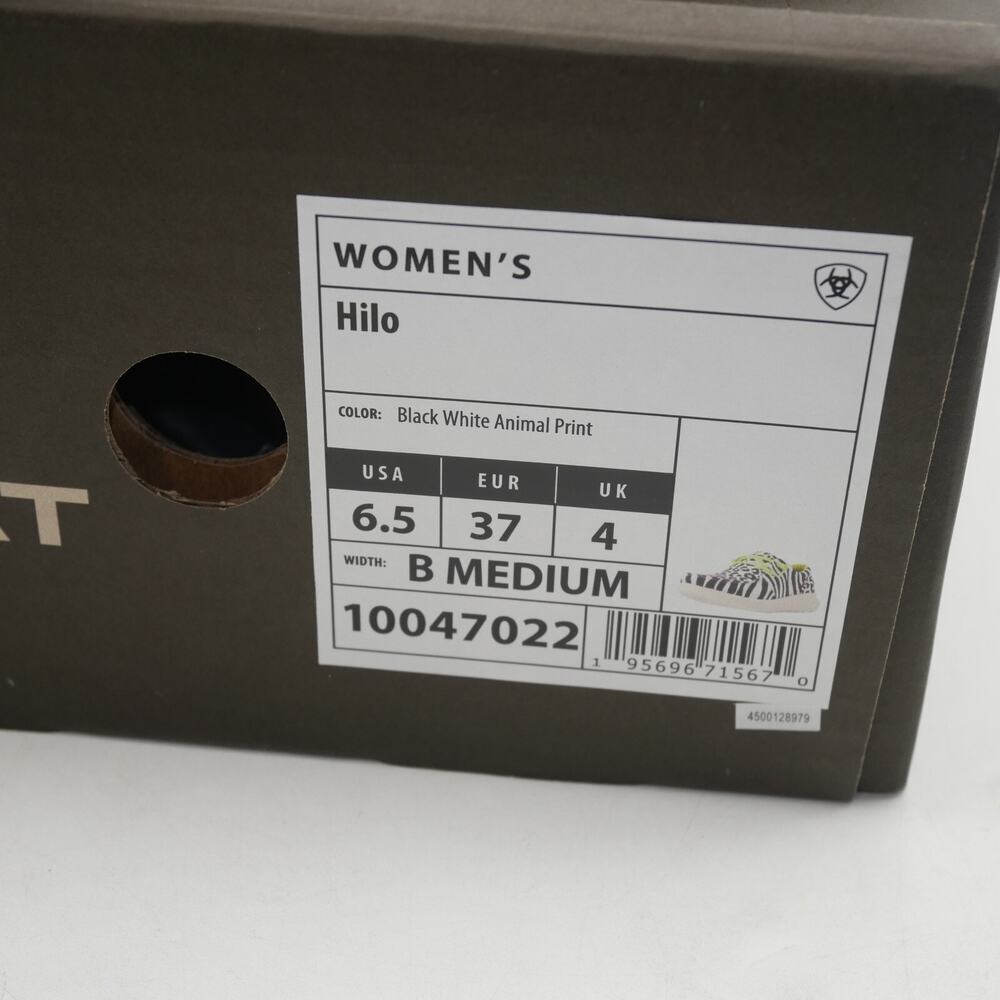 WOMEN'S
Hilo
COLOR: Black White Animal Print
USA EUR UK
6.5 37 4
WIDTH: B MEDIUM
10047022
1 95696 71567 0
4500128979
AT